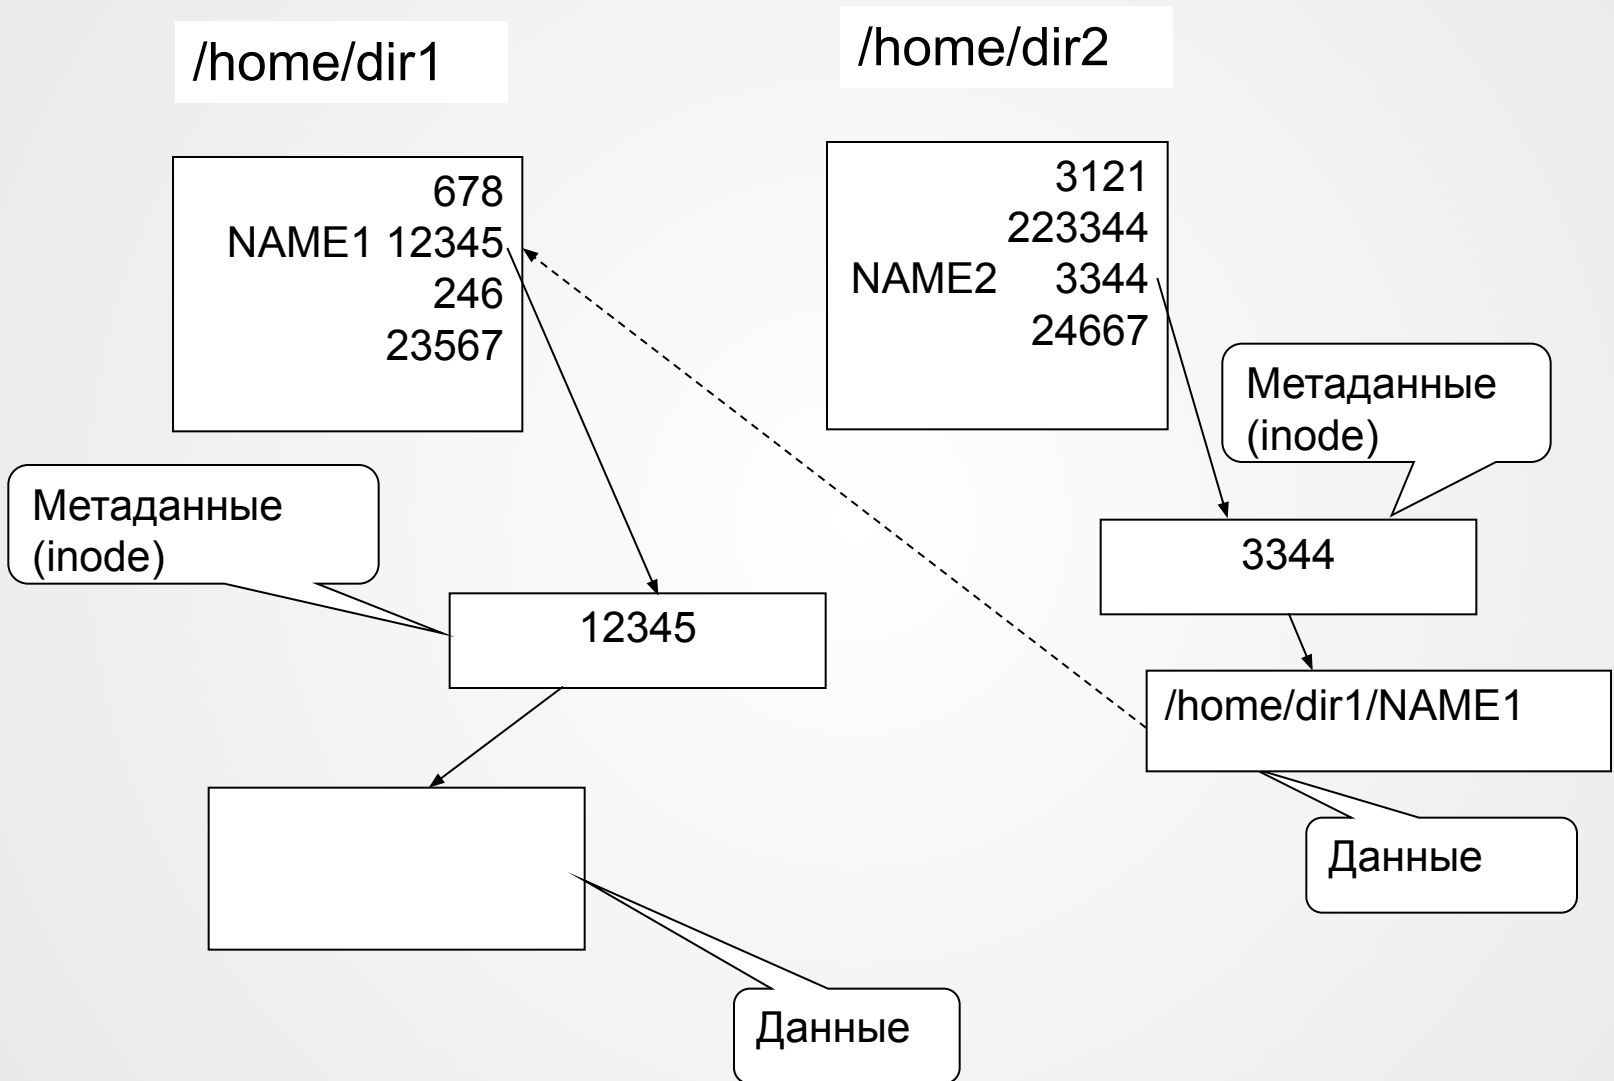 /home/dir1
/home/dir2
678
NAME1 12345
246
23567
3121
223344
NAME2 3344
24667
Метаданные
(inode)
Метаданные
(inode)
12345
3344
/home/dir1/NAME1
Данные
Данные